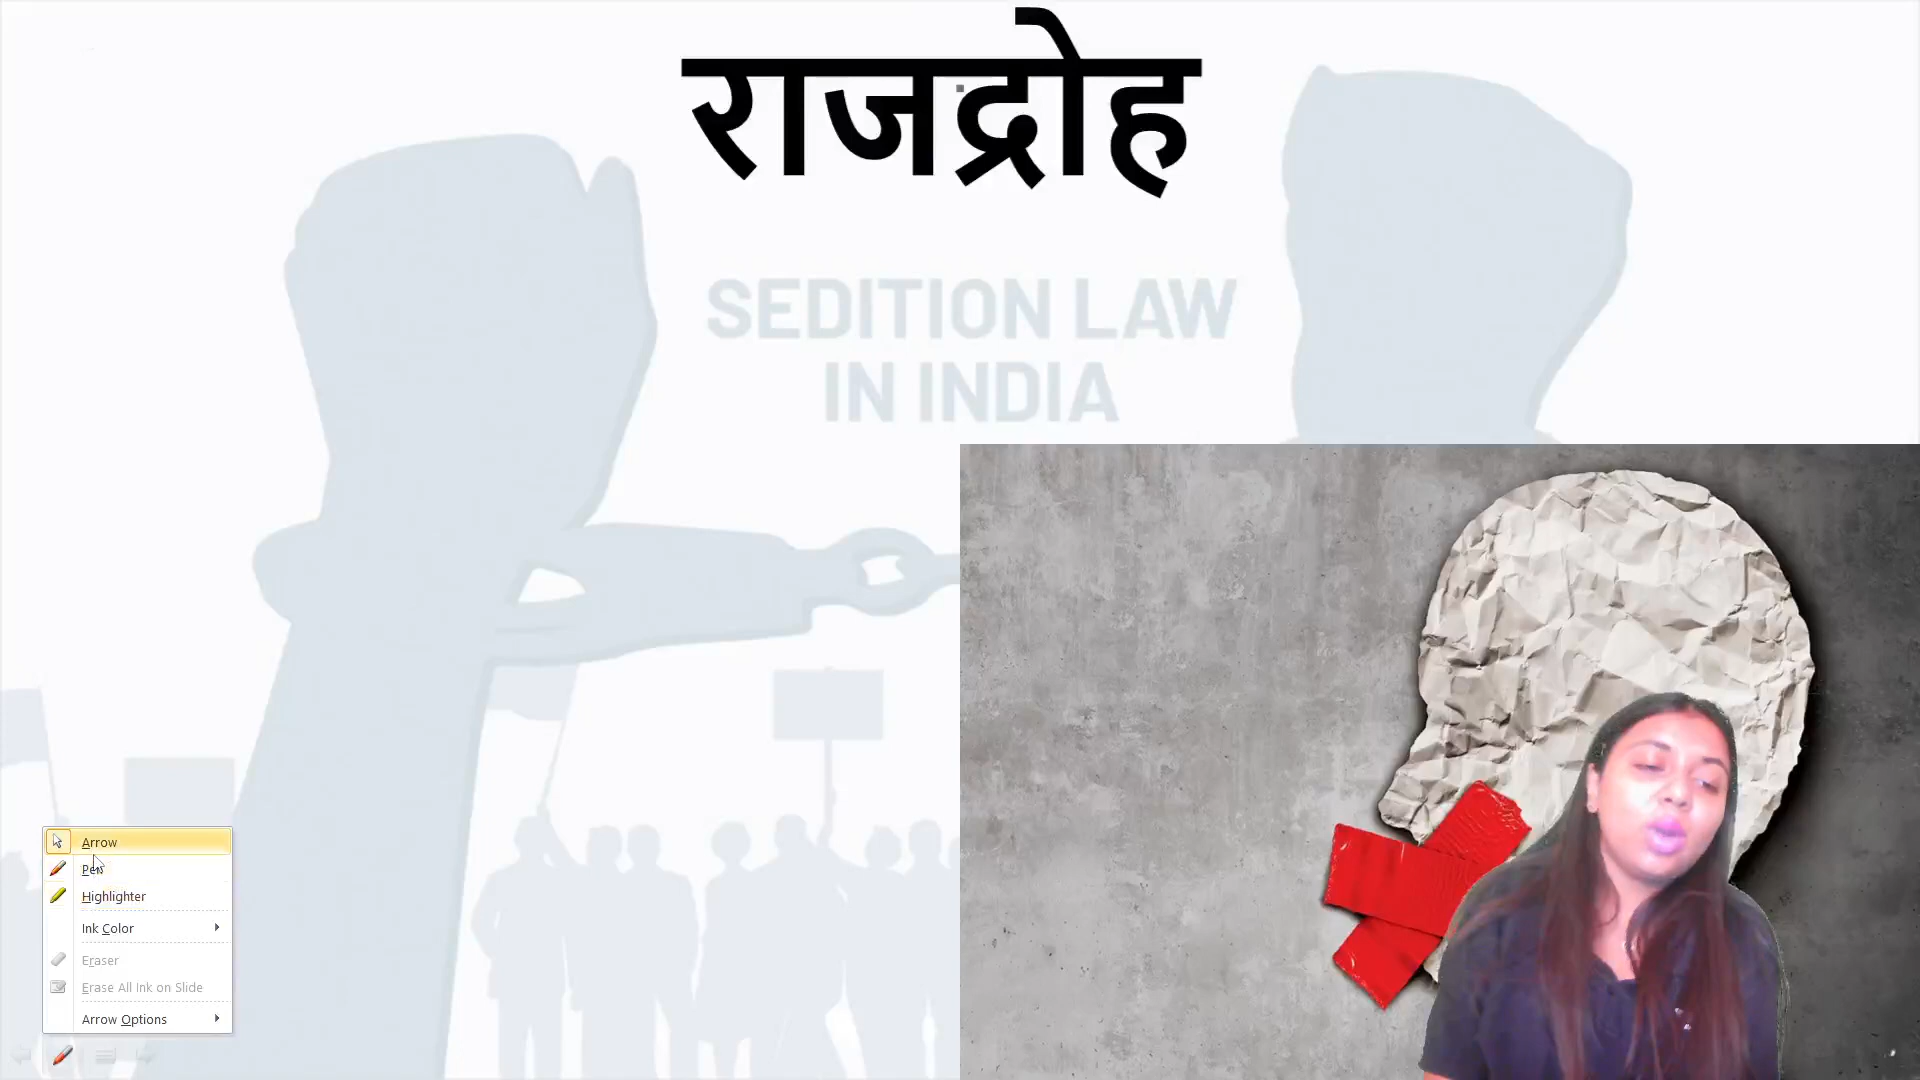 राजद्रोह
SEDITION LAW
IN INDIA
Arrow
Pen
Highlighter
Ink Color
Eraser
Erase All Ink on Slide
Arrow Options